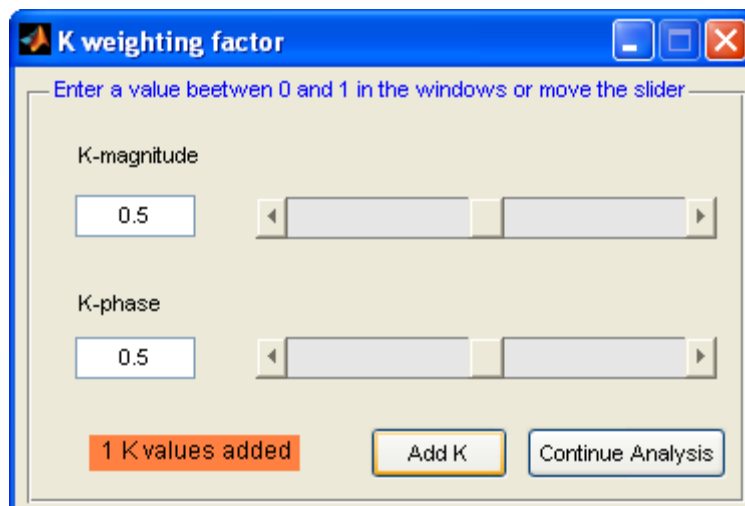 K weighting factor
Enter a value beetwen 0 and 1 in the windows or move the slider
K-magnitude
0.5
K-phase
0.5
1 K values added
Add K
Continue Analysis